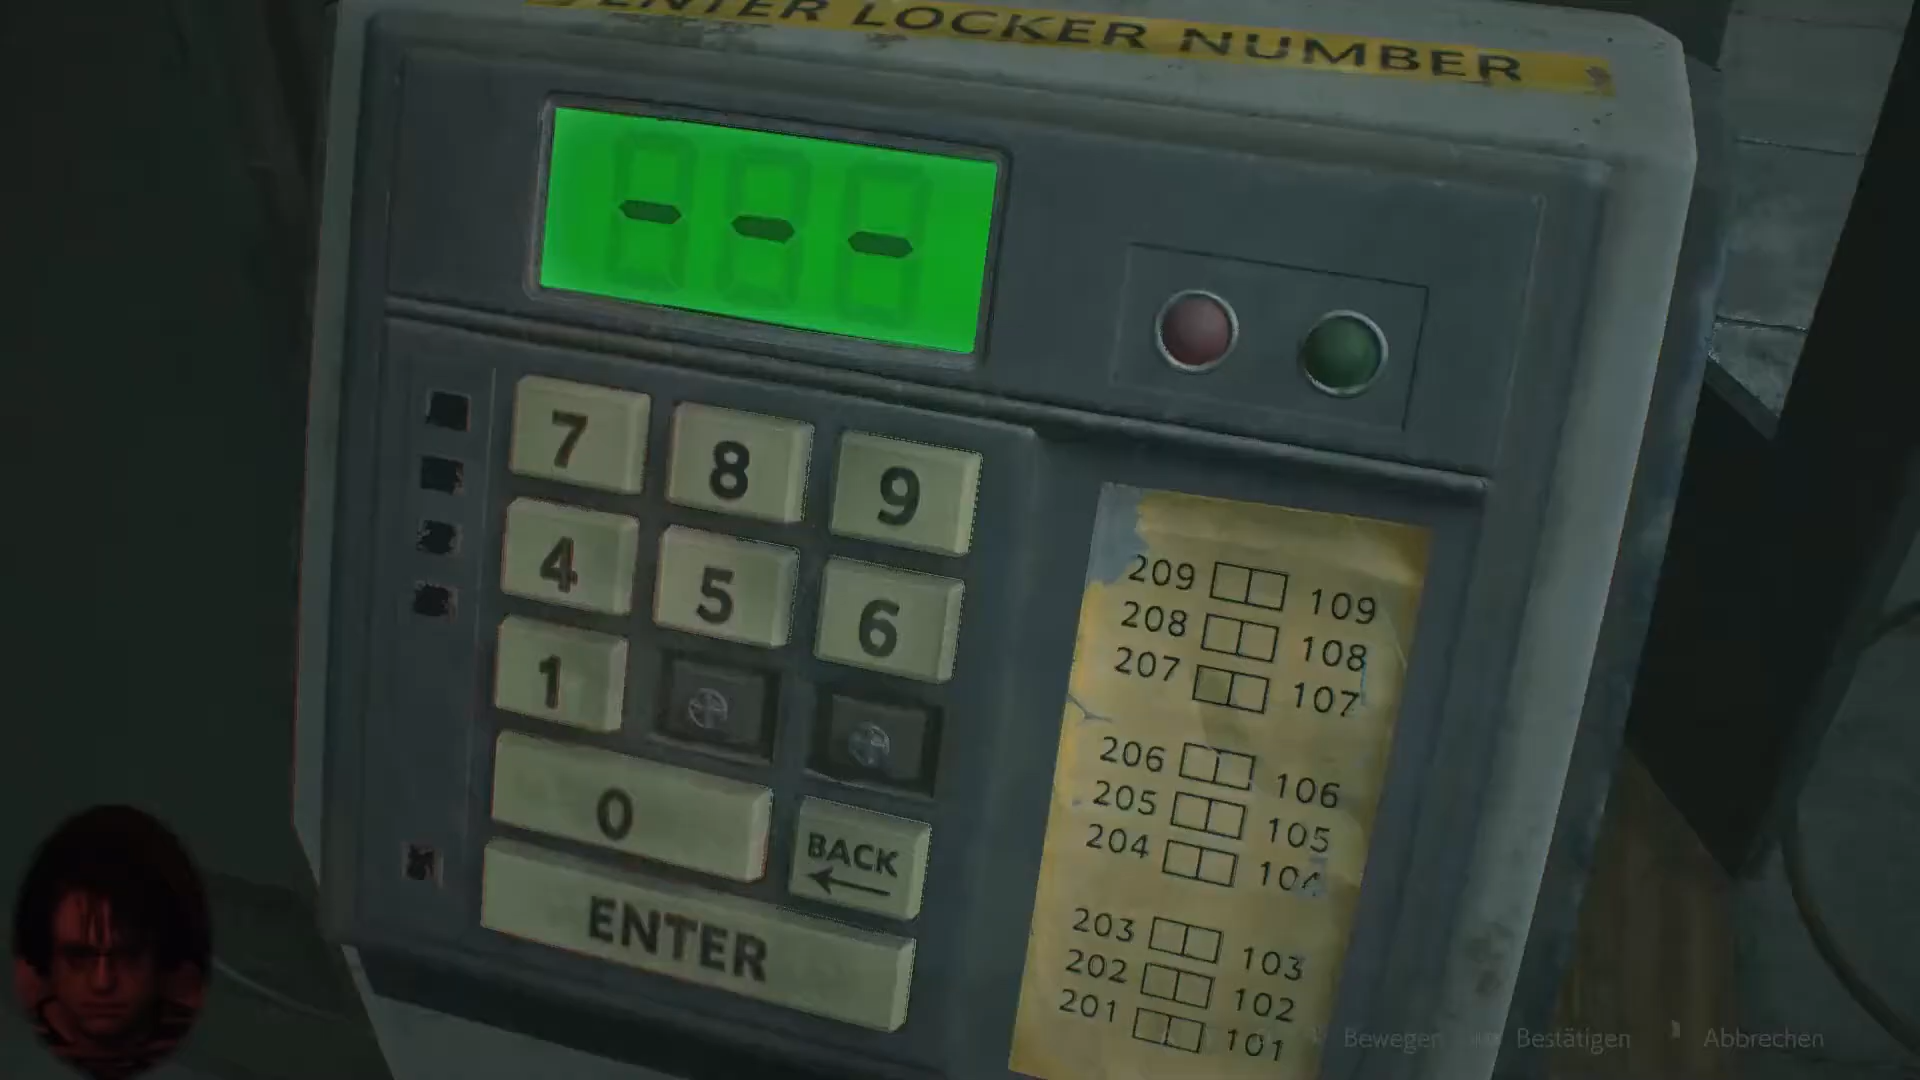 ENTER LOCKER NUMBER
7 8 9
4 5 6
1
0
BACK
ENTER
209 109
208 108
207 107
206 106
205 105
204 104
203 103
202 102
201 101
Bewegen Bestätigen Abbrechen